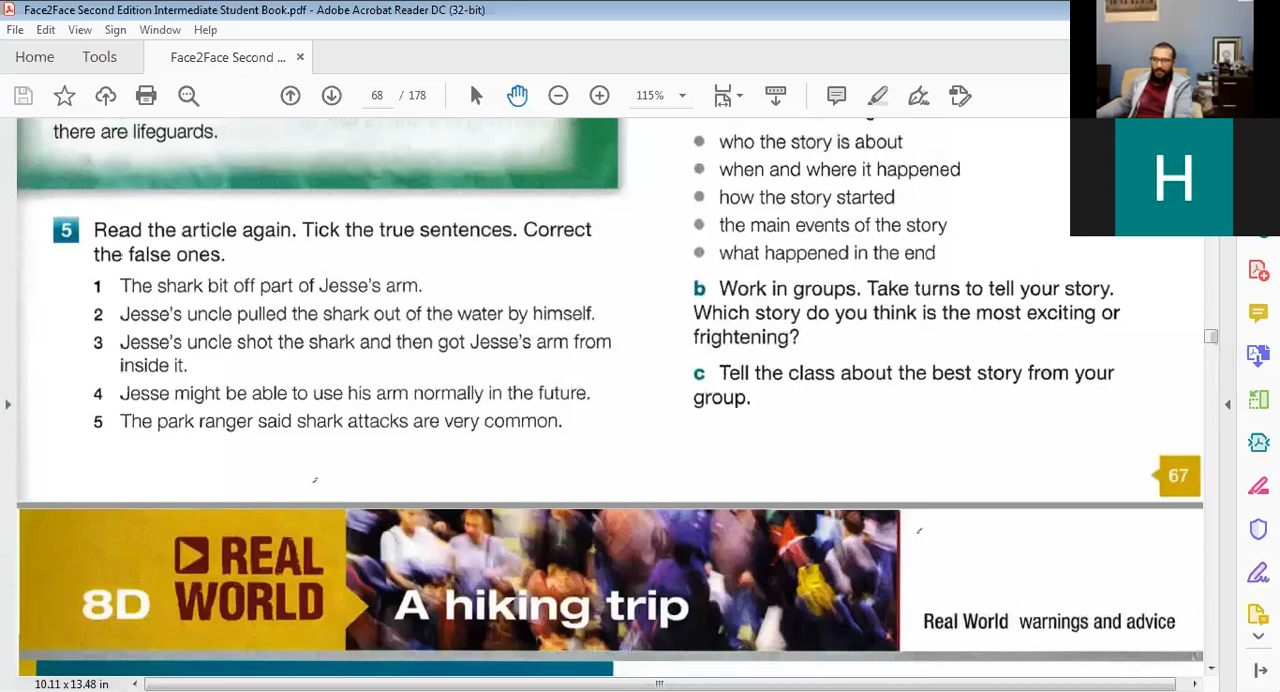 Face2Face Second Edition Intermediate Student Book.pdf - Adobe Acrobat Reader DC (32-bit)
File Edit View Sign Window Help
Home Tools Face2Face Second ... ×
68 / 178 115%
there are lifeguards.
5 Read the article again. Tick the true sentences. Correct
the false ones.
1 The shark bit off part of Jesse's arm.
2 Jesse's uncle pulled the shark out of the water by himself.
3 Jesse's uncle shot the shark and then got Jesse's arm from
inside it.
4 Jesse might be able to use his arm normally in the future.
5 The park ranger said shark attacks are very common.
who the story is about
when and where it happened
how the story started
the main events of the story
what happened in the end
b Work in groups. Take turns to tell your story.
Which story do you think is the most exciting or
frightening?
c Tell the class about the best story from your
group.
67
H
8D REAL
WORLD
A hiking trip
Real World warnings and advice
10.11 x 13.48 in